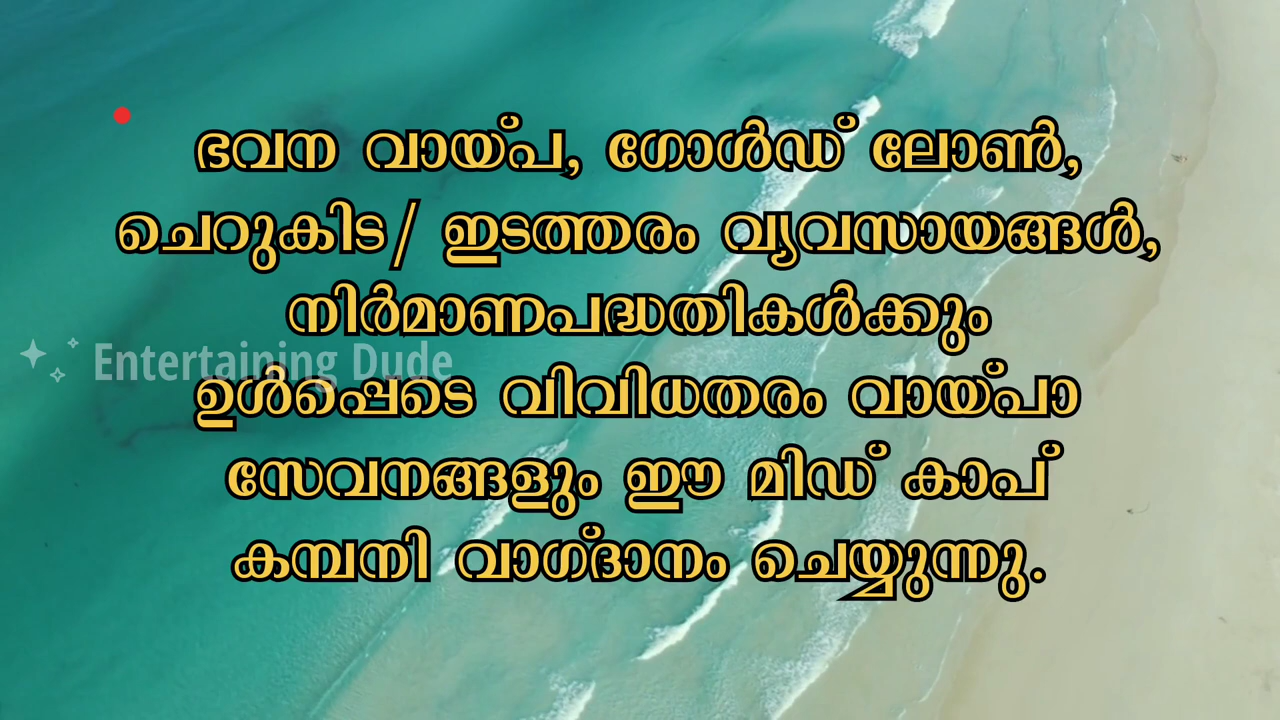 ഭവന വായ്പ, ഗോൾഡ് ലോൺ,
ചെറുകിട/ ഇടത്തരം വ്യവസായങ്ങൾ,
നിർമാണപദ്ധതികൾക്കും
Entertaining Dude
ഉൾപ്പെടെ വിവിധതരം വായ്പാ
സേവനങ്ങളും ഈ മിഡ് കാപ്
കമ്പനി വാഗ്ദാനം ചെയ്യുന്നു.